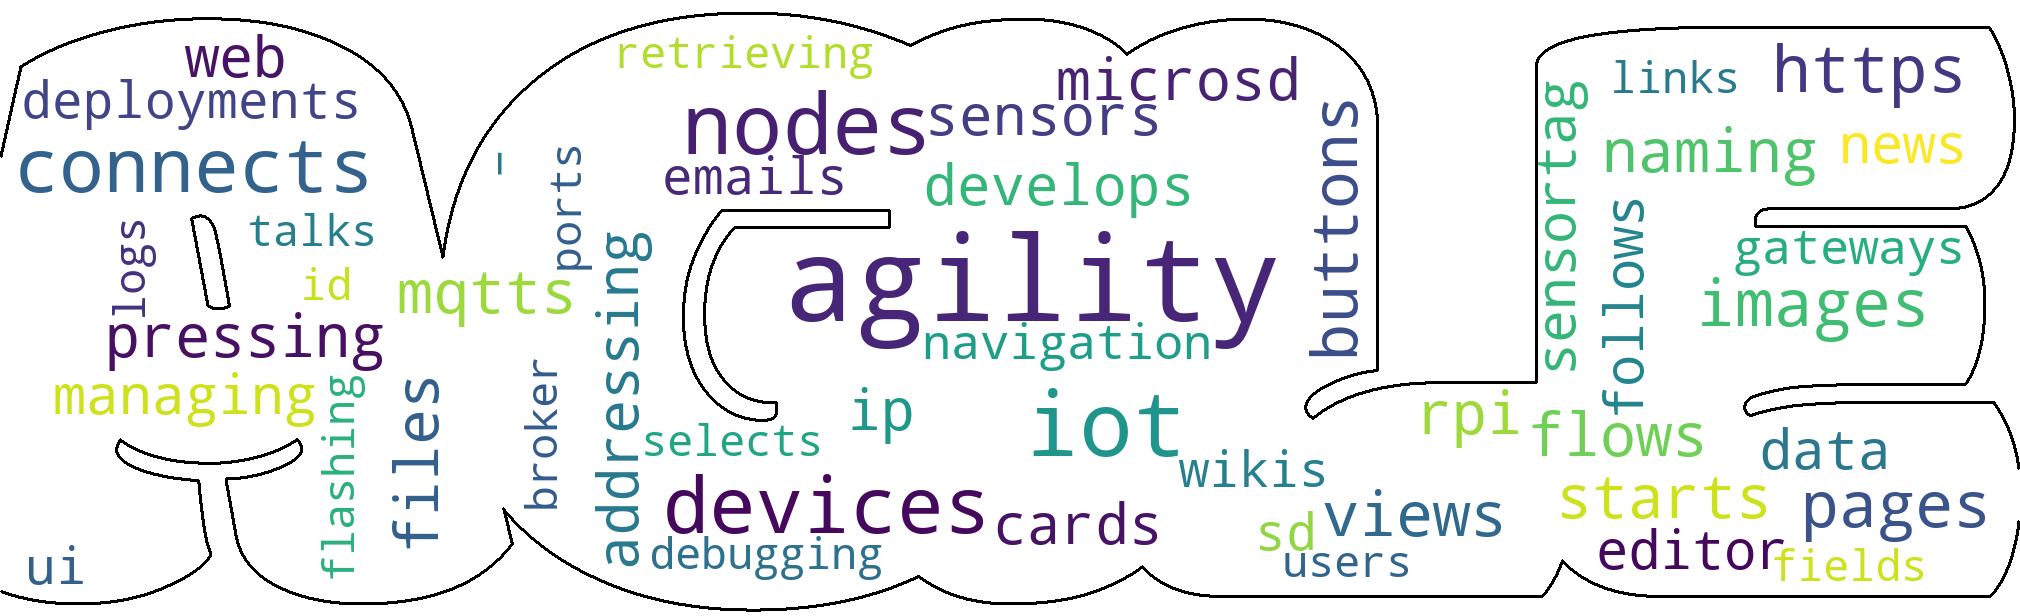 web
deployments
connects
logs
talks
id
pressing
managing
flashing
files
ui
mqtts
-
ports
broker
addressing
retrieving
nodes
sensors
microsd
emails
develops
agility
navigation
buttons
ip
iot
selects
wikis
devices
cards
debugging
sd
views
users
sensortag
links
https
naming
news
follows
gateways
images
rpi
flows
data
starts
pages
editor
fields